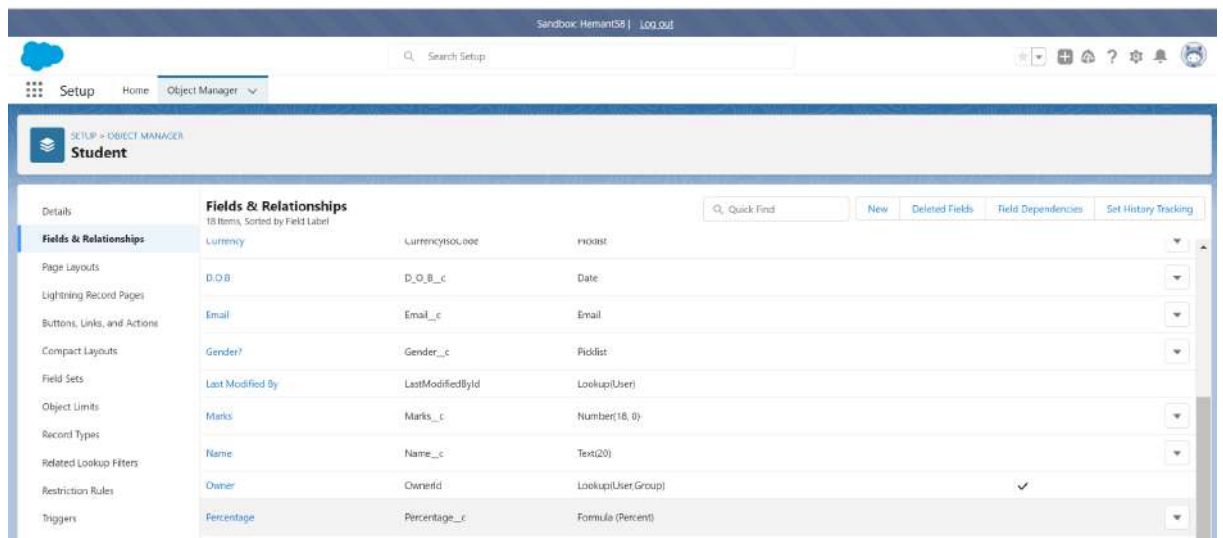 Sandbox: Hemant58 | Log out
Search Setup
Setup Home Object Manager
SETUP > OBJECT MANAGER
Student
Details
Fields & Relationships
Page Layouts
Lightning Record Pages
Buttons, Links, and Actions
Compact Layouts
Field Sets
Object Limits
Record Types
Related Lookup Filters
Restriction Rules
Triggers
Fields & Relationships
18 Items, Sorted by Field Label
Quick Find
New Deleted Fields Field Dependencies Set History Tracking
Currency CurrencyIsoCode Picklist
D.O.B D_O_B__c Date
Email Email__c Email
Gender? Gender__c Picklist
Last Modified By LastModifiedById Lookup(User)
Marks Marks__c Number(18, 0)
Name Name__c Text(20)
Owner OwnerId Lookup(User,Group)
Percentage Percentage__c Formula (Percent)